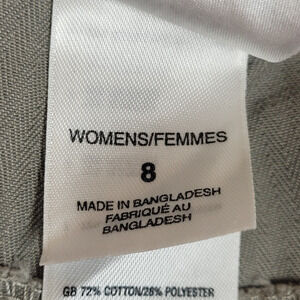 WOMENS/FEMMES
8
MADE IN BANGLADESH
FABRIQUÉ AU
BANGLADESH
GB 72% COTTON/28% POLYESTER